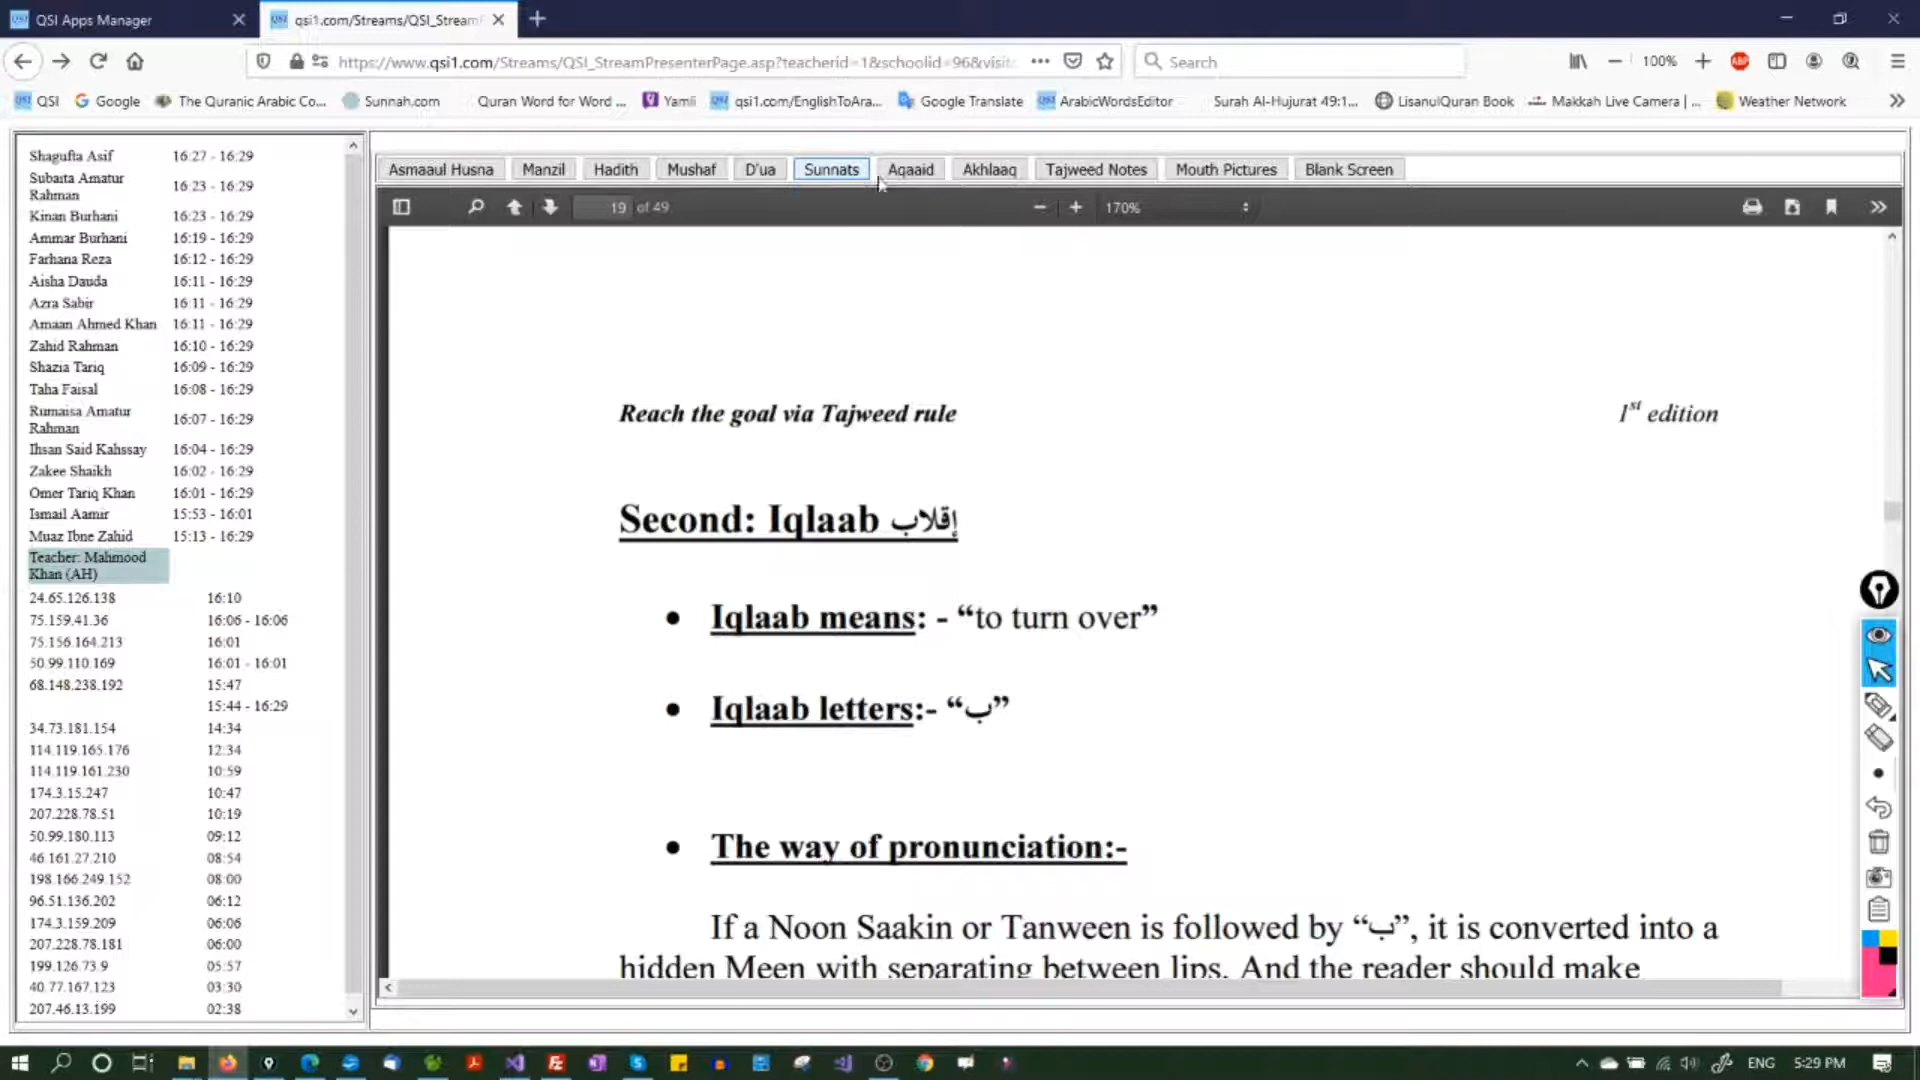 QSI Apps Manager
qsi1.com/Streams/QSI_Stream
https://www.qsi1.com/Streams/QSI_StreamPresenterPage.asp?teacherid=1&schoolid=96&visit
Search
100%
QSI
Google
The Quranic Arabic Co...
Sunnah.com
Quran Word for Word ...
Yamli
qsi1.com/EnglishToAra...
Google Translate
ArabicWordsEditor
Surah Al-Hujurat 49:1...
LisanulQuran Book
Makkah Live Camera | ...
Weather Network
Shagufta Asif 16:27 - 16:29
Subaita Amatur
Rahman 16:23 - 16:29
Kinan Burhani 16:23 - 16:29
Ammar Burhani 16:19 - 16:29
Farhana Reza 16:12 - 16:29
Aisha Dauda 16:11 - 16:29
Azra Sabir 16:11 - 16:29
Amaan Ahmed Khan 16:11 - 16:29
Zahid Rahman 16:10 - 16:29
Shazia Tariq 16:09 - 16:29
Taha Faisal 16:08 - 16:29
Rumaisa Amatur
Rahman 16:07 - 16:29
Ihsan Said Kahssay 16:04 - 16:29
Zakee Shaikh 16:02 - 16:29
Omer Tariq Khan 16:01 - 16:29
Ismail Aamir 15:53 - 16:01
Muaz Ibne Zahid 15:13 - 16:29
Teacher: Mahmood
Khan (AH)
24.65.126.138 16:10
75.159.41.36 16:06 - 16:06
75.156.164.213 16:01
50.99.110.169 16:01 - 16:01
68.148.238.192 15:47
15:44 - 16:29
34.73.181.154 14:34
114.119.165.176 12:34
114.119.161.230 10:59
174.3.15.247 10:47
207.228.78.51 10:19
50.99.180.113 09:12
46.161.27.210 08:54
198.166.249.152 08:00
96.51.136.202 06:12
174.3.159.209 06:06
207.228.78.181 06:00
199.126.73.9 05:57
40.77.167.123 03:30
207.46.13.199 02:38
Asmaaul Husna
Manzil
Hadith
Mushaf
D'ua
Sunnats
Aqaaid
Akhlaaq
Tajweed Notes
Mouth Pictures
Blank Screen
19 of 49
170%
Reach the goal via Tajweed rule 1st edition
Second: Iqlaab إقلاب
• Iqlaab means: - “to turn over”
• Iqlaab letters:- “ب”
• The way of pronunciation:-
If a Noon Saakin or Tanween is followed by “ب”, it is converted into a
hidden Meen with separating between lips. And the reader should make
ENG
5:29 PM